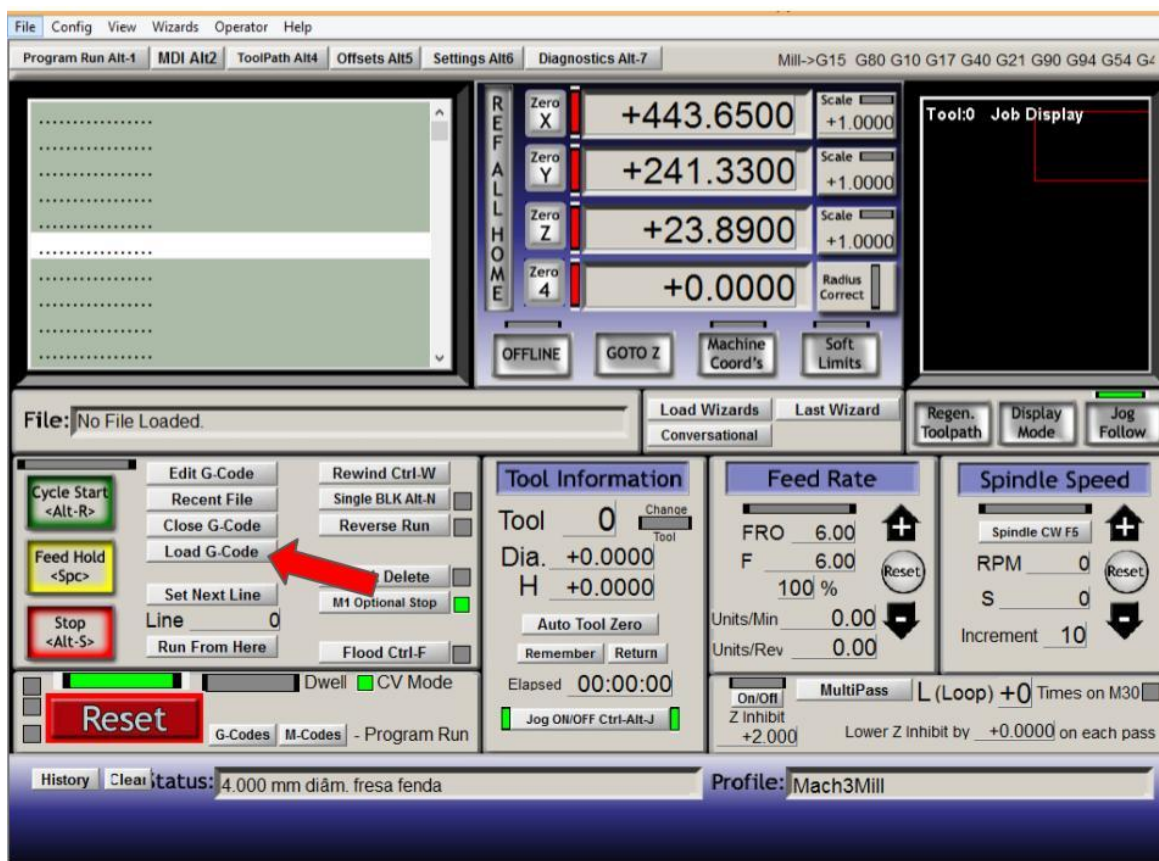 File Config View Wizards Operator Help
Program Run Alt-1 MDI Alt2 ToolPath Alt4 Offsets Alt5 Settings Alt6 Diagnostics Alt-7 Mill->G15 G80 G10 G17 G40 G21 G90 G94 G54 G4
REF ALL HOME
Zero X +443.6500 Scale +1.0000
Zero Y +241.3300 Scale +1.0000
Zero Z +23.8900 Scale +1.0000
Zero 4 +0.0000 Radius Correct
OFFLINE GOTO Z Machine Coord's Soft Limits
Tool:0 Job Display
File: No File Loaded.
Load Wizards Last Wizard
Conversational
Regen. Toolpath Display Mode Jog Follow
Cycle Start <Alt-R>
Feed Hold <Spc>
Stop <Alt-S>
Edit G-Code
Recent File
Close G-Code
Load G-Code
Set Next Line
Line 0
Run From Here
Rewind Ctrl-W
Single BLK Alt-N
Reverse Run
Delete
M1 Optional Stop
Flood Ctrl-F
Dwell CV Mode
Reset
G-Codes M-Codes - Program Run
Tool Information
Tool 0 Change Tool
Dia. +0.0000
H +0.0000
Auto Tool Zero
Remember Return
Elapsed 00:00:00
Jog ON/OFF Ctrl-Alt-J
Feed Rate
FRO 6.00
F 6.00
Reset
100 %
Units/Min 0.00
Units/Rev 0.00
Spindle Speed
Spindle CW F5
RPM 0
Reset
S 0
Increment 10
On/Off
Z Inhibit
+2.000
MultiPass L (Loop) +0 Times on M30
Lower Z Inhibit by +0.0000 on each pass
History Clear Status: 4.000 mm diâm. fresa fenda
Profile: Mach3Mill